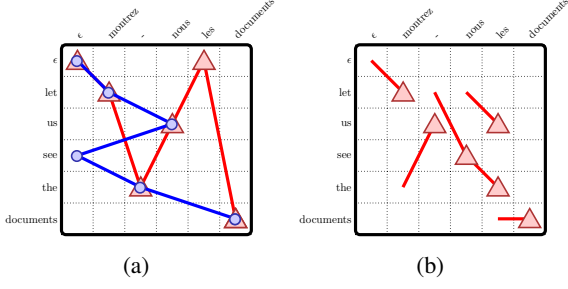 ϵ montrez - nous les documents
ϵ
let
us
see
the
documents
(a)
ϵ montrez - nous les documents
ϵ
let
us
see
the
documents
(b)